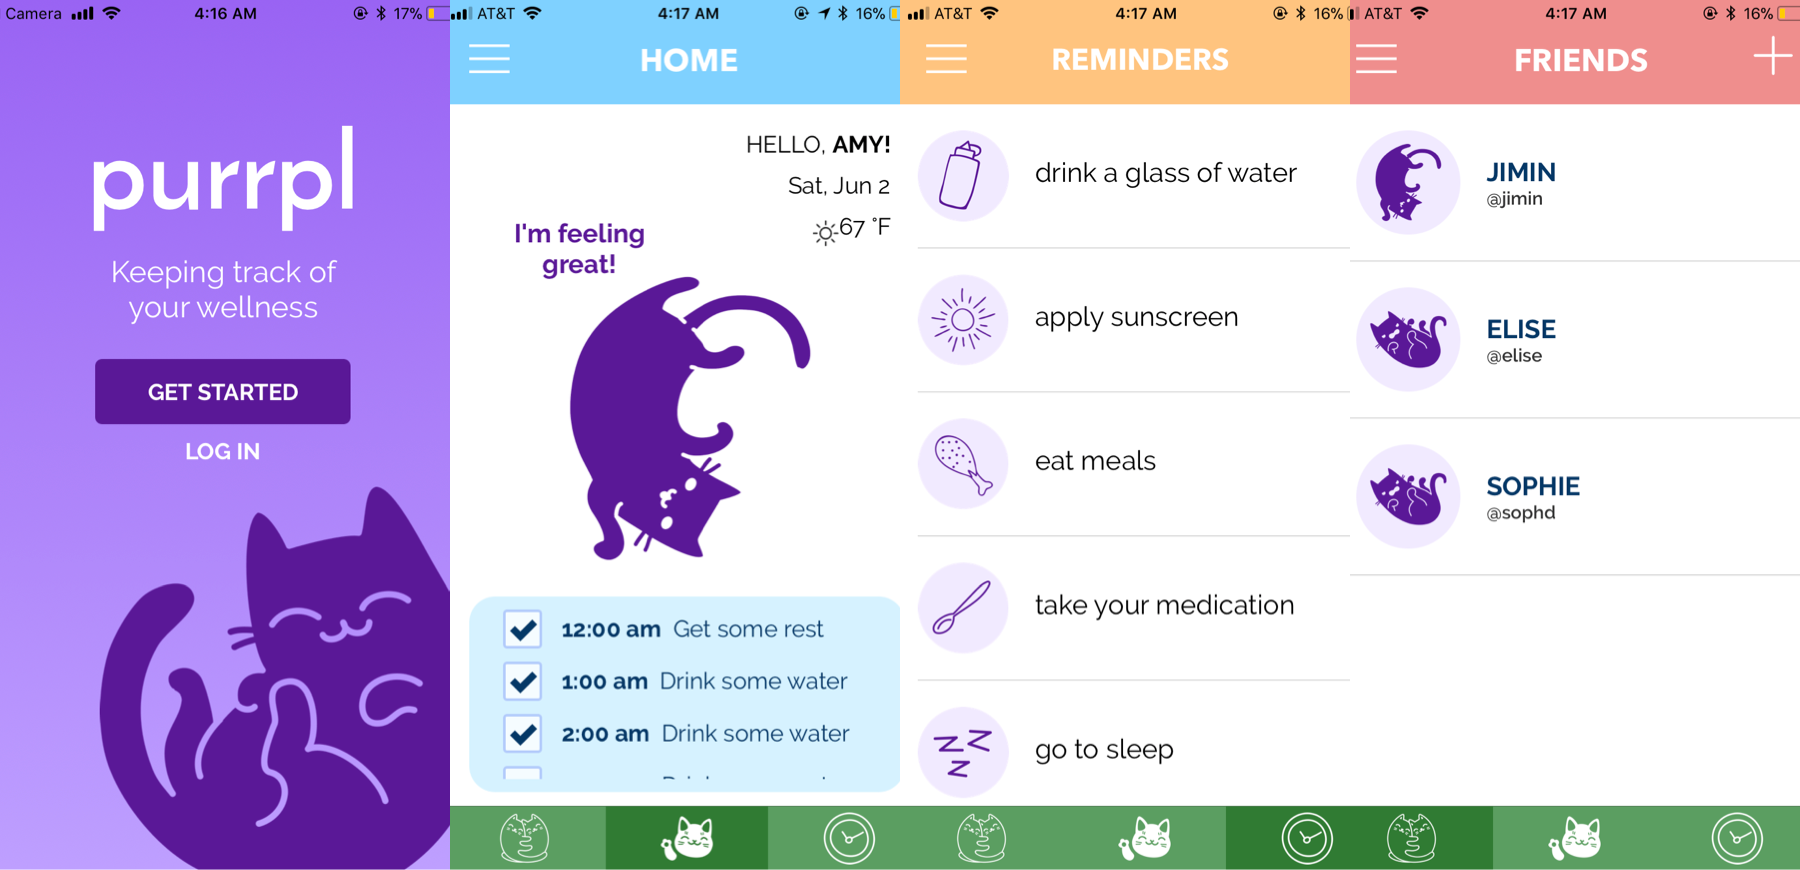 Camera 4:16 AM 17%
purrpl
Keeping track of
your wellness
GET STARTED
LOG IN
AT&T 4:17 AM 16%
HOME
HELLO, AMY!
Sat, Jun 2
67 °F
I'm feeling
great!
12:00 am Get some rest
1:00 am Drink some water
2:00 am Drink some water
AT&T 4:17 AM 16%
REMINDERS
drink a glass of water
apply sunscreen
eat meals
take your medication
go to sleep
AT&T 4:17 AM 16%
FRIENDS
JIMIN
@jimin
ELISE
@elise
SOPHIE
@sophd